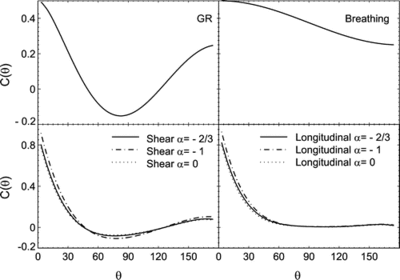 GR
Breathing
0.4
0.2
0
-0.2
C(θ)
Shear α= - 2/3
Shear α= - 1
Shear α= 0
Longitudinal α= - 2/3
Longitudinal α= - 1
Longitudinal α= 0
0.8
0.4
0
-0.2
C(θ)
0 30 60 90 120 150
0 30 60 90 120 150
θ
θ